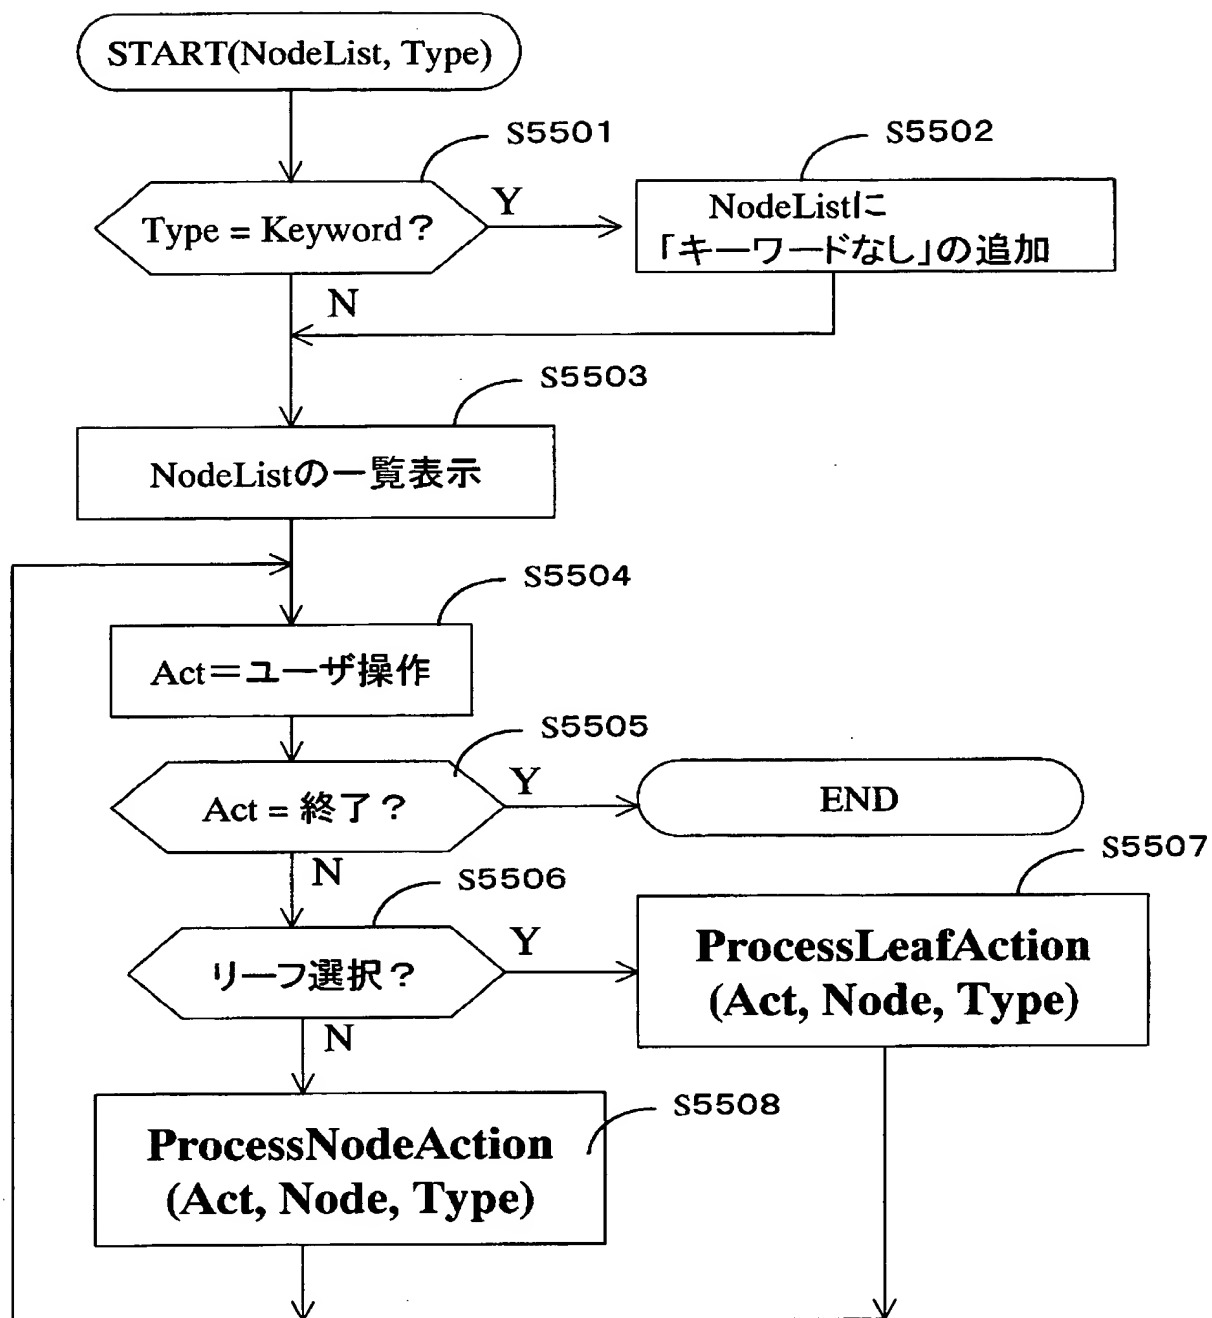 START(NodeList, Type)
S5501
S5502
Type = Keyword？
Y
NodeListに
「キーワードなし」の追加
N
S5503
NodeListの一覧表示
S5504
Act＝ユーザ操作
S5505
Act = 終了？
Y
END
N
S5506
S5507
リーフ選択？
Y
ProcessLeafAction
(Act, Node, Type)
N
S5508
ProcessNodeAction
(Act, Node, Type)